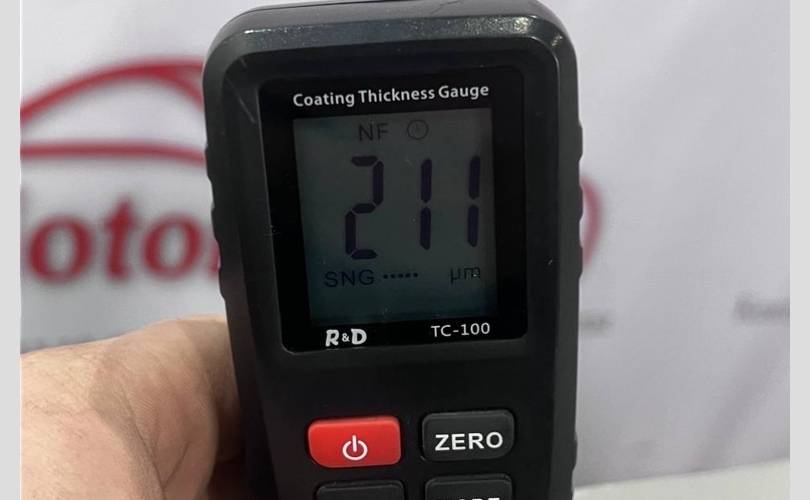 Coating Thickness Gauge
NF
211
SNG ••••• µm
R&D TC-100
ZERO